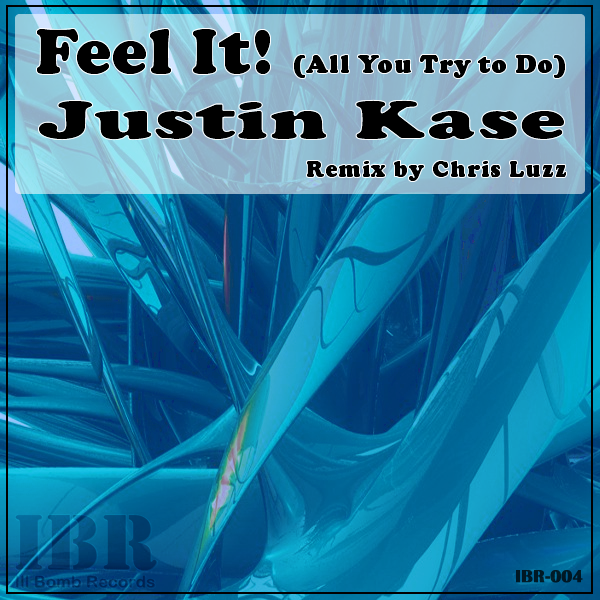 Feel It! (All You Try to Do)
Justin Kase
Remix by Chris Luzz
IBR
Ill Bomb Records
IBR-004